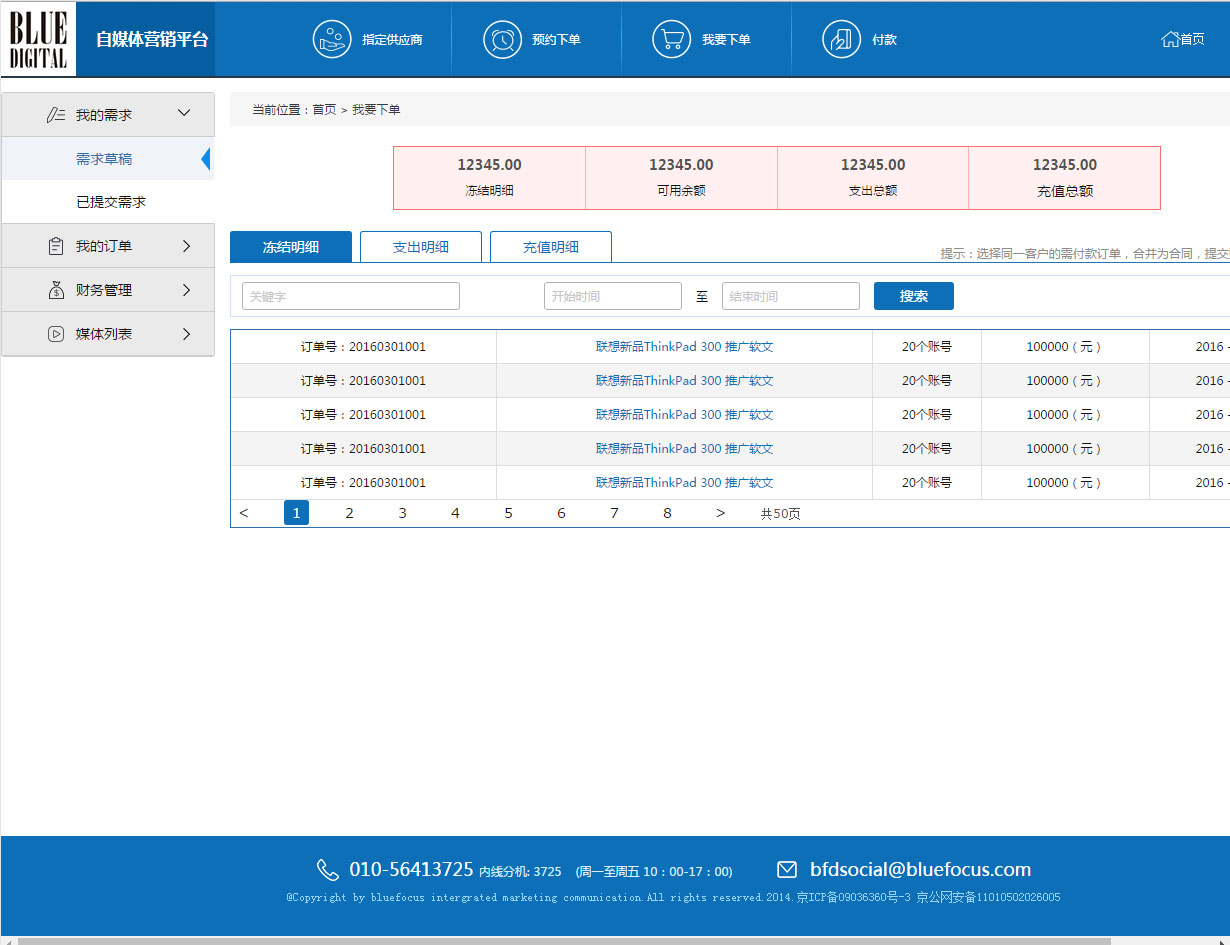 BLUE
DIGITAL
自媒体营销平台
指定供应商
预约下单
我要下单
付款
首页
我的需求
需求草稿
已提交需求
我的订单
财务管理
媒体列表
当前位置：首页 > 我要下单
12345.00 12345.00 12345.00 12345.00
冻结明细 可用余额 支出总额 充值总额
冻结明细 支出明细 充值明细
提示：选择同一客户的需付款订单，合并为合同，提交
关键字 开始时间 至 结束时间 搜索
订单号：20160301001 联想新品ThinkPad 300 推广软文 20个账号 100000（元） 2016 -
订单号：20160301001 联想新品ThinkPad 300 推广软文 20个账号 100000（元） 2016 -
订单号：20160301001 联想新品ThinkPad 300 推广软文 20个账号 100000（元） 2016 -
订单号：20160301001 联想新品ThinkPad 300 推广软文 20个账号 100000（元） 2016 -
订单号：20160301001 联想新品ThinkPad 300 推广软文 20个账号 100000（元） 2016 -
< 1 2 3 4 5 6 7 8 > 共50页
010-56413725 内线分机: 3725 (周一至周五 10：00-17：00) bfdsocial@bluefocus.com
@Copyright by bluefocus intergrated marketing communication.All rights reserved.2014.京ICP备09036360号-3 京公网安备11010502026005